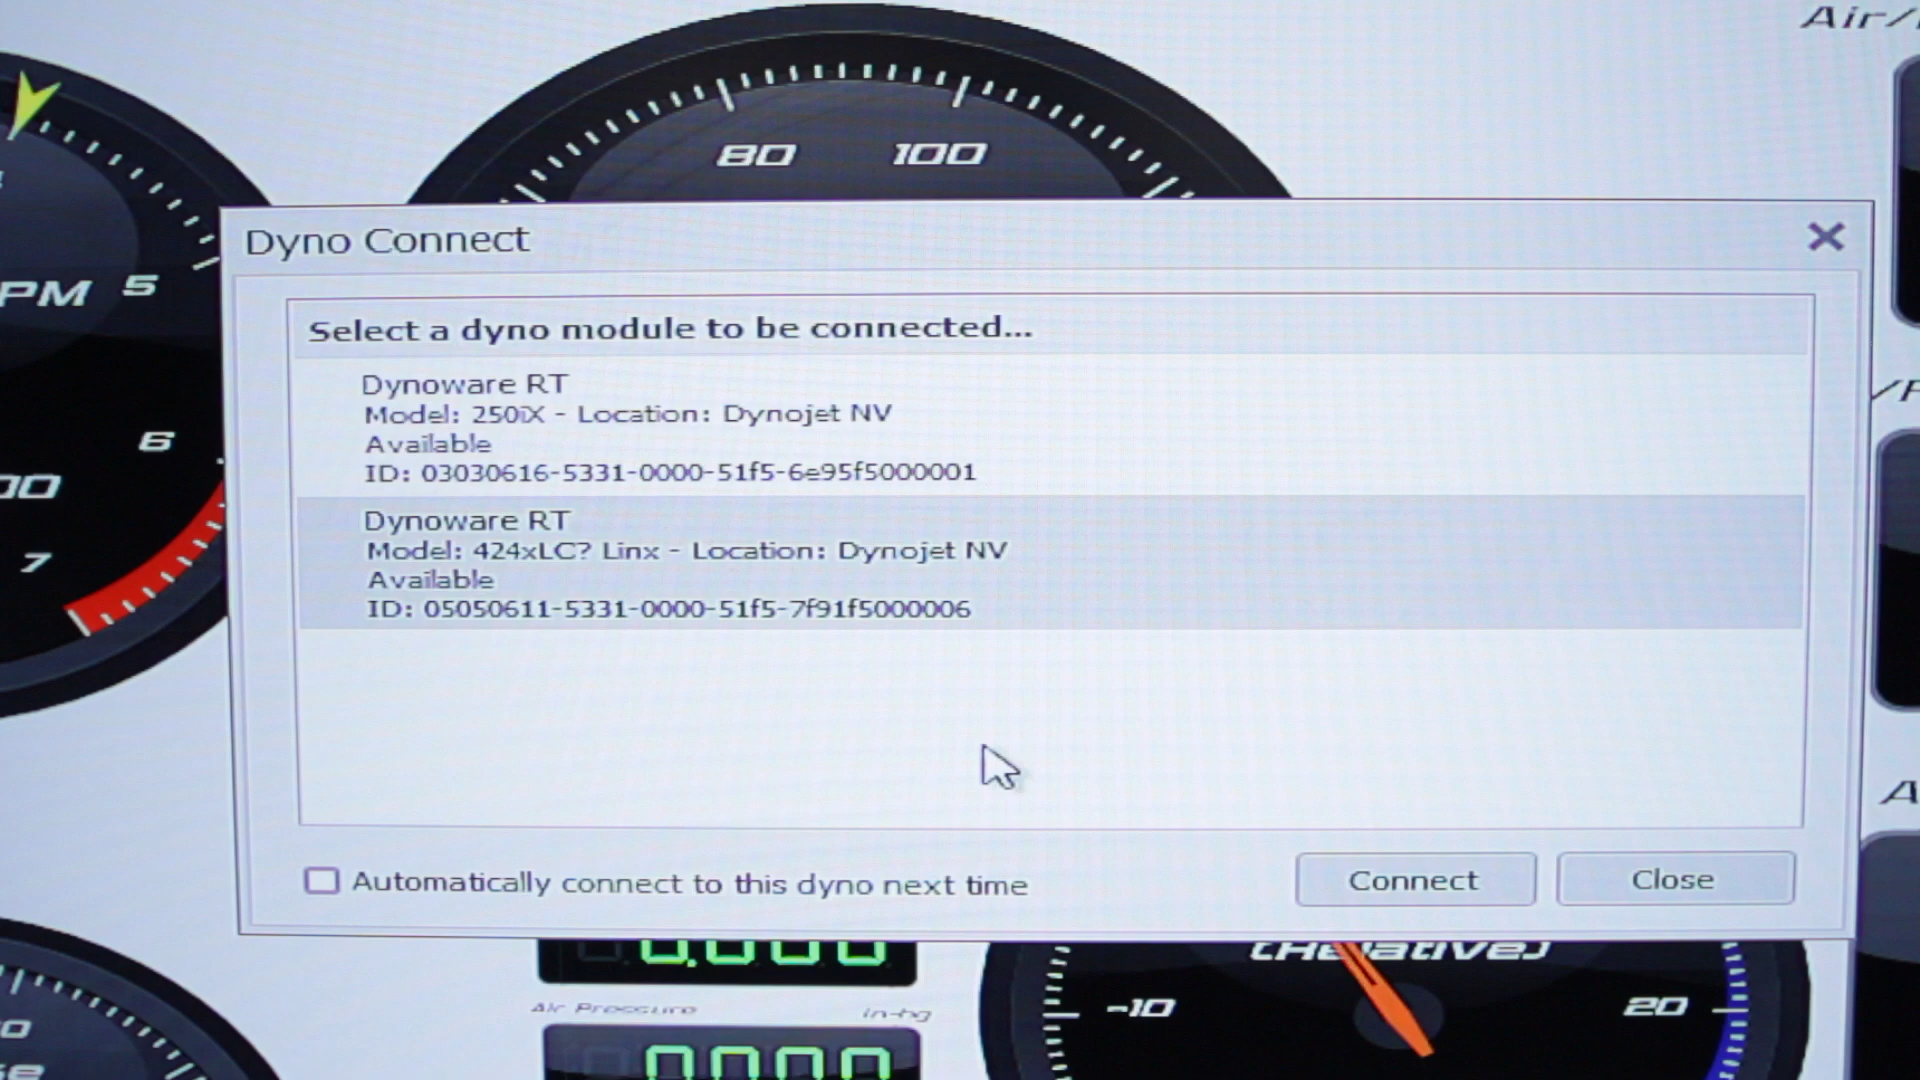 Air/
80 100
PM 5
6
00
7
Dyno Connect
Select a dyno module to be connected...
Dynoware RT
Model: 250iX - Location: Dynojet NV
Available
ID: 03030616-5331-0000-51f5-6e95f5000001
Dynoware RT
Model: 424xLC? Linx - Location: Dynojet NV
Available
ID: 05050611-5331-0000-51f5-7f91f5000006
Automatically connect to this dyno next time
Connect
Close
0.000
(Relative)
Air Pressure in-hg
-10 20